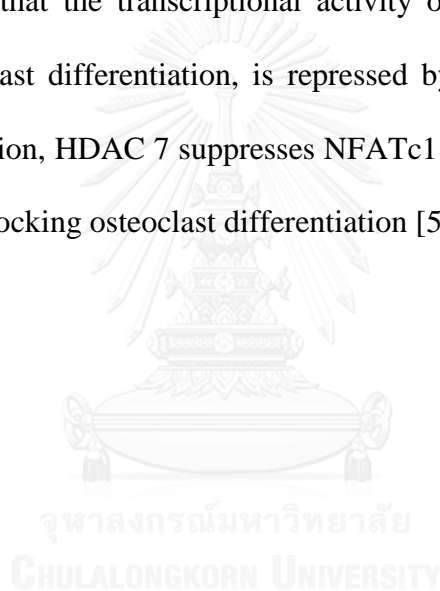 that the transcriptional activity o
ast differentiation, is repressed by
ion, HDAC 7 suppresses NFATc1
ocking osteoclast differentiation [5
จุฬาลงกรณ์มหาวิทยาลัย
CHULALONGKORN UNIVERSITY